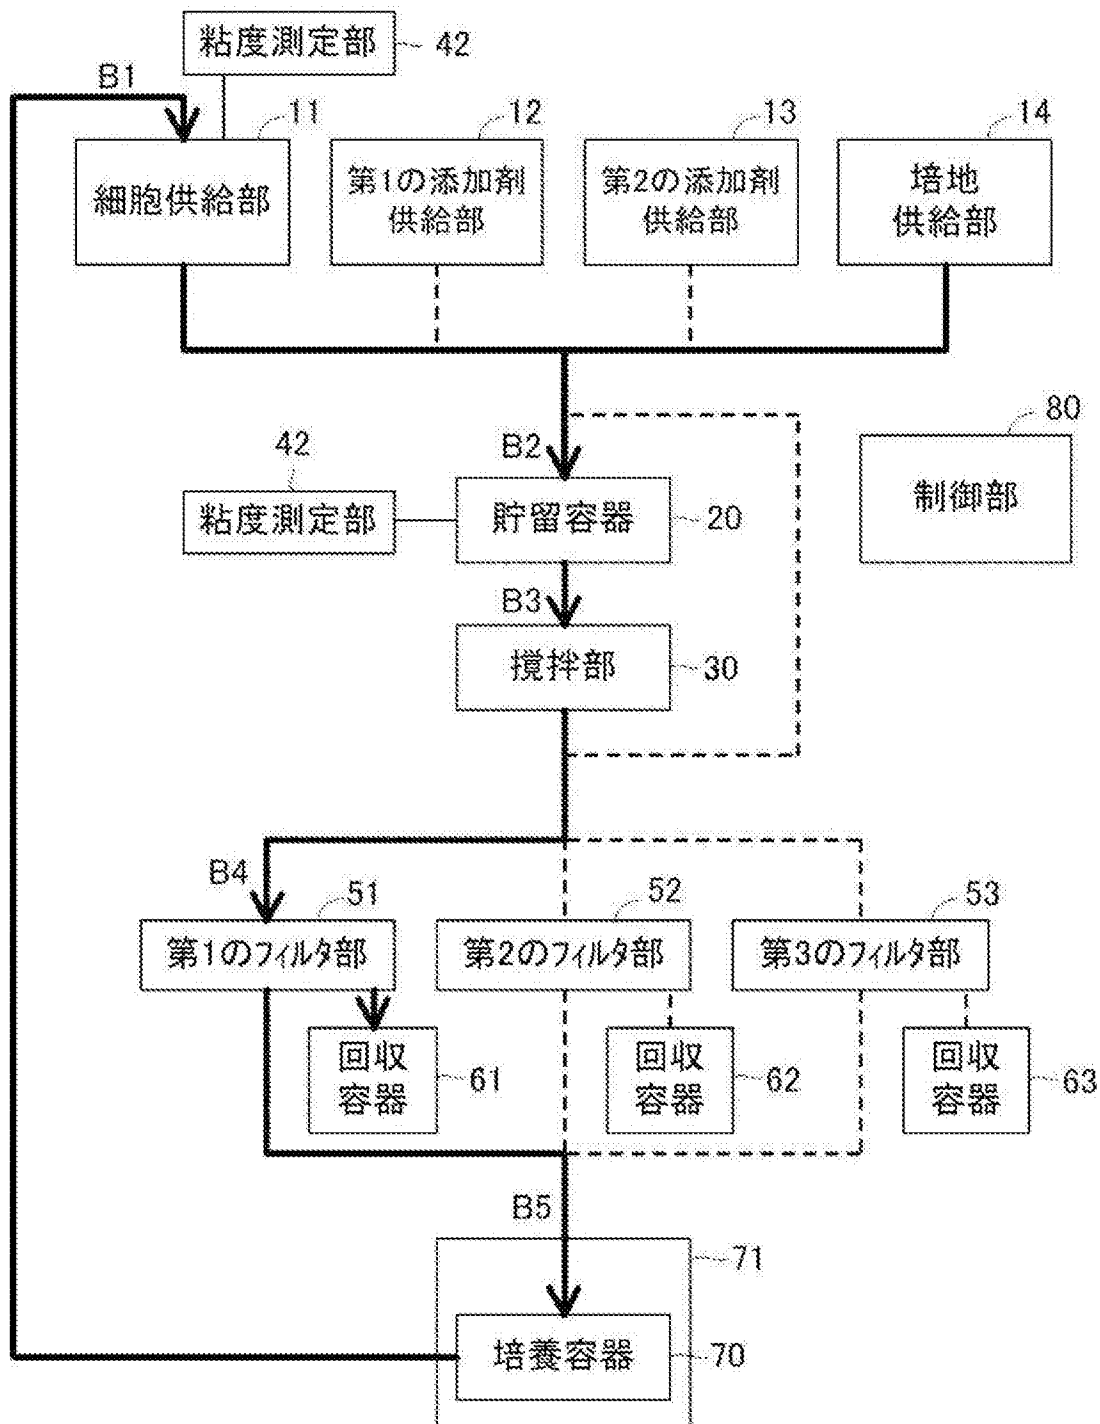 粘度測定部
42
B1
11
12
13
14
細胞供給部
第1の添加剤
供給部
第2の添加剤
供給部
培地
供給部
80
制御部
42
B2
粘度測定部
貯留容器
20
B3
撹拌部
30
B4
51
52
53
第1のフィルタ部
第2のフィルタ部
第3のフィルタ部
回収
容器
61
回収
容器
62
回収
容器
63
B5
71
培養容器
70